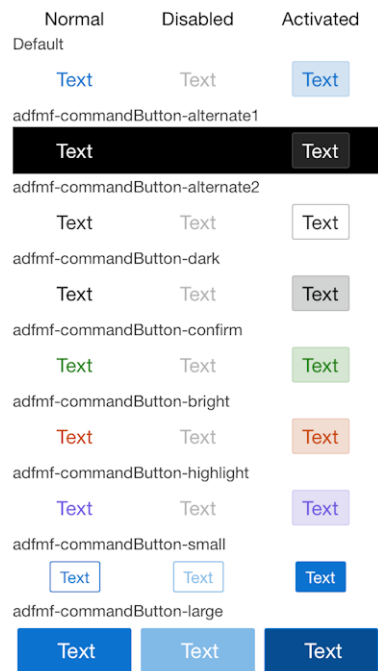 Normal Disabled Activated
Default
Text Text Text
adfmf-commandButton-alternate1
Text Text
adfmf-commandButton-alternate2
Text Text Text
adfmf-commandButton-dark
Text Text Text
adfmf-commandButton-confirm
Text Text Text
adfmf-commandButton-bright
Text Text Text
adfmf-commandButton-highlight
Text Text Text
adfmf-commandButton-small
Text Text Text
adfmf-commandButton-large
Text Text Text